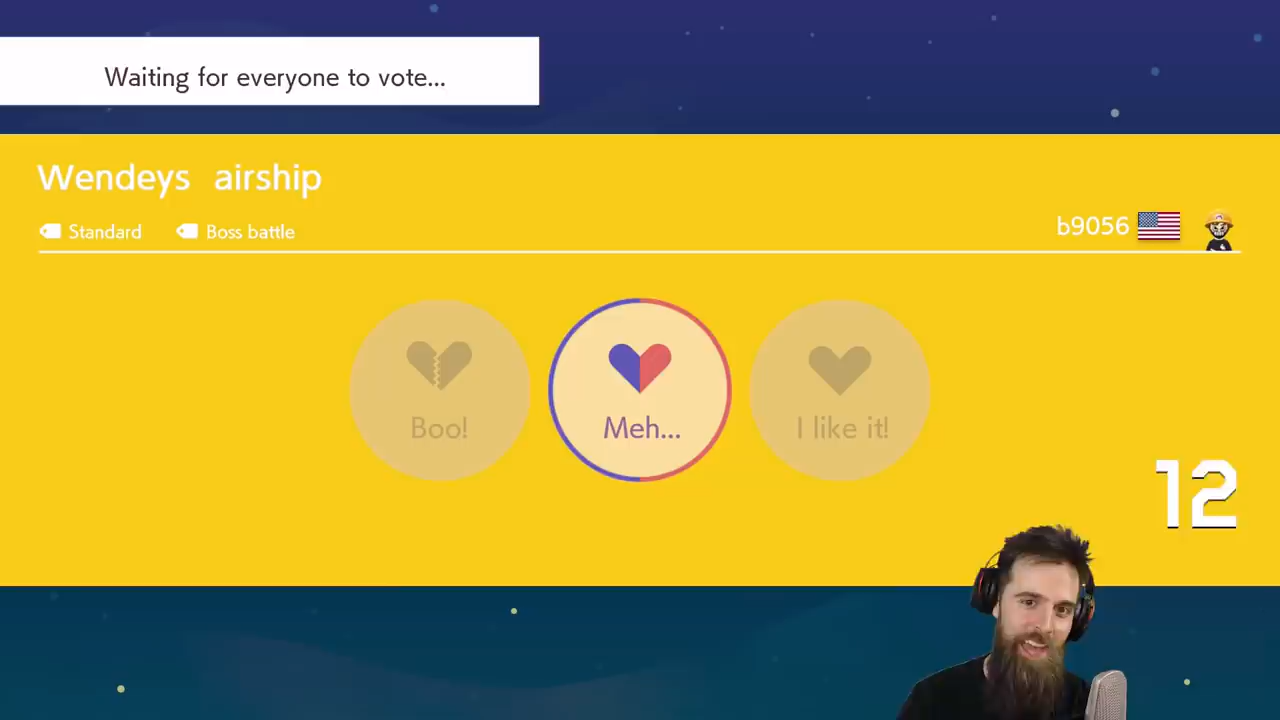 Waiting for everyone to vote...
Wendeys airship
Standard Boss battle
b9056
Boo! Meh... I like it!
12